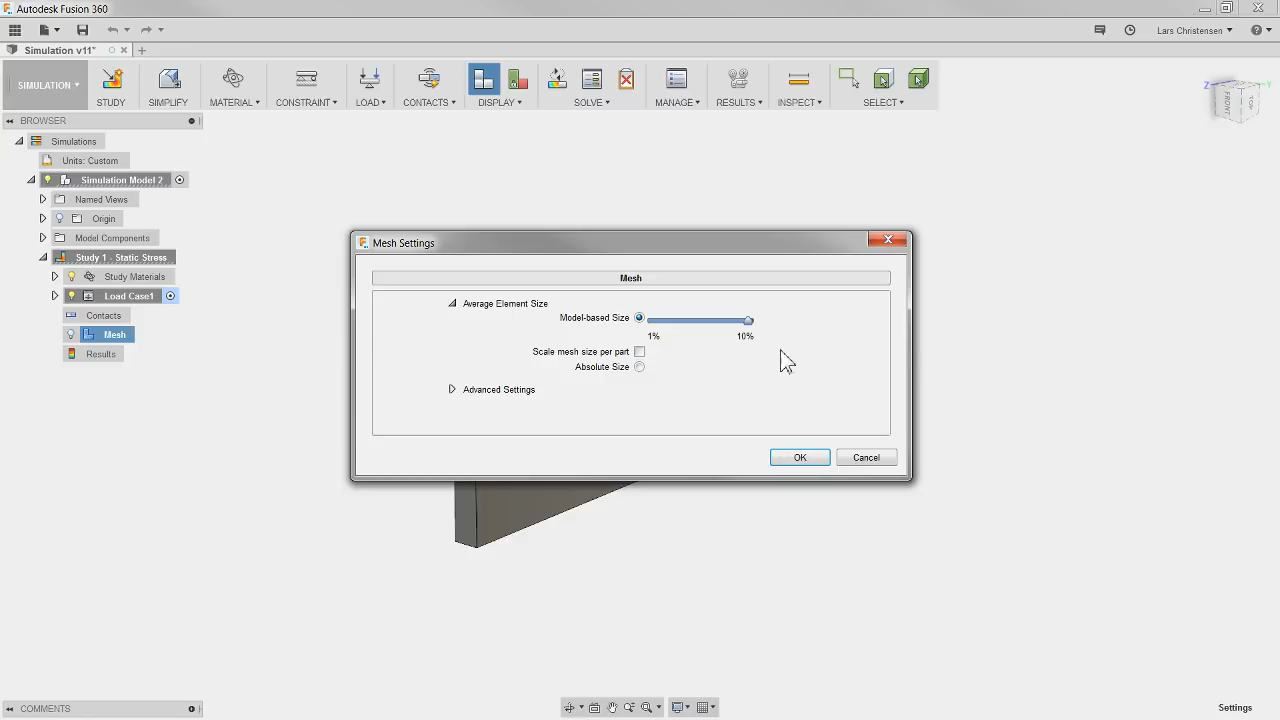 Autodesk Fusion 360
Lars Christensen
Simulation v11*
SIMULATION
STUDY
SIMPLIFY
MATERIAL
CONSTRAINT
LOAD
CONTACTS
DISPLAY
SOLVE
MANAGE
RESULTS
INSPECT
SELECT
Z
Y
FRONT
TOP
BROWSER
Simulations
Units: Custom
Simulation Model 2
Named Views
Origin
Model Components
Study 1 - Static Stress
Study Materials
Load Case1
Contacts
Mesh
Results
Mesh Settings
Mesh
Average Element Size
Model-based Size
1% 10%
Scale mesh size per part
Absolute Size
Advanced Settings
OK Cancel
COMMENTS
Settings